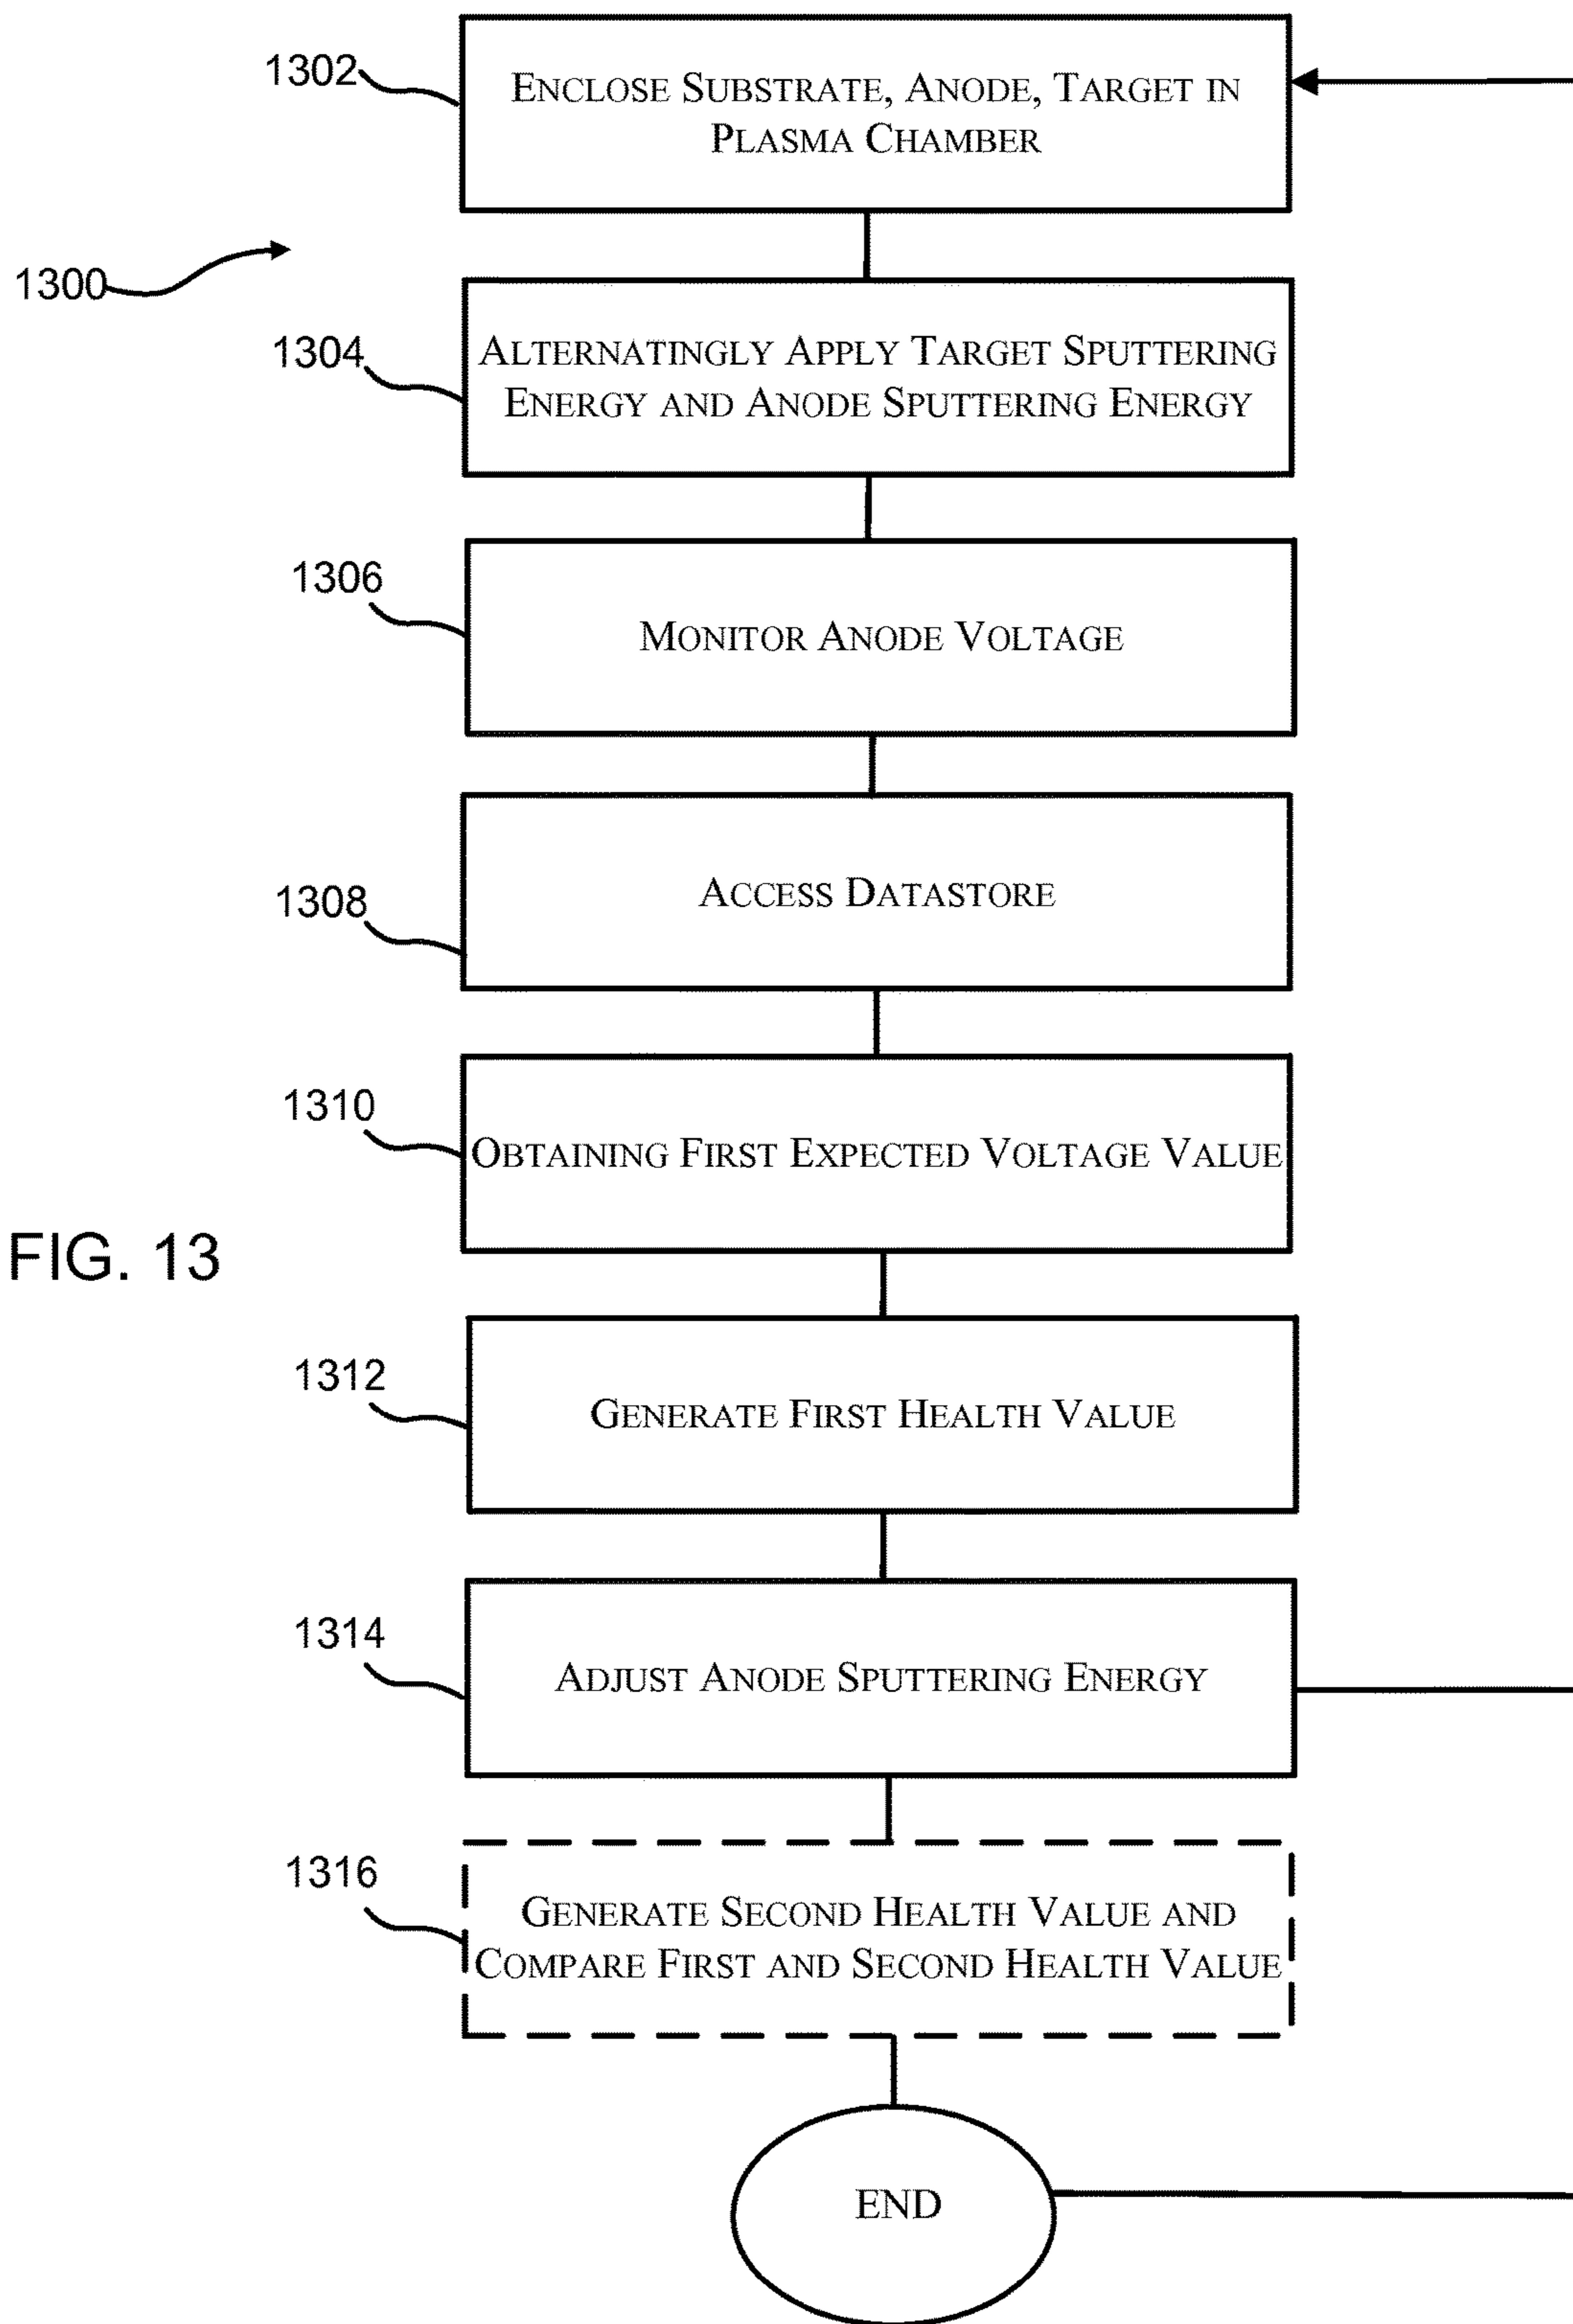 1302
ENCLOSE SUBSTRATE, ANODE, TARGET IN
PLASMA CHAMBER
1300
1304
ALTERNATINGLY APPLY TARGET SPUTTERING
ENERGY AND ANODE SPUTTERING ENERGY
1306
MONITOR ANODE VOLTAGE
1308
ACCESS DATASTORE
1310
OBTAINING FIRST EXPECTED VOLTAGE VALUE
FIG. 13
1312
GENERATE FIRST HEALTH VALUE
1314
ADJUST ANODE SPUTTERING ENERGY
1316
GENERATE SECOND HEALTH VALUE AND
COMPARE FIRST AND SECOND HEALTH VALUE
END